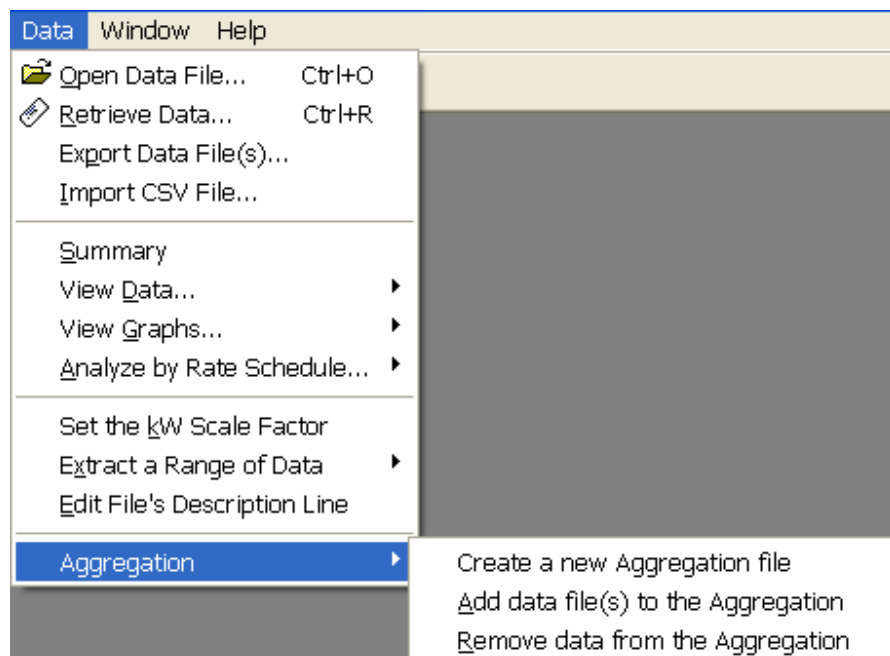 Data Window Help
Open Data File... Ctrl+O
Retrieve Data... Ctrl+R
Export Data File(s)...
Import CSV File...
Summary
View Data...
View Graphs...
Analyze by Rate Schedule...
Set the kW Scale Factor
Extract a Range of Data
Edit File's Description Line
Aggregation
Create a new Aggregation file
Add data file(s) to the Aggregation
Remove data from the Aggregation